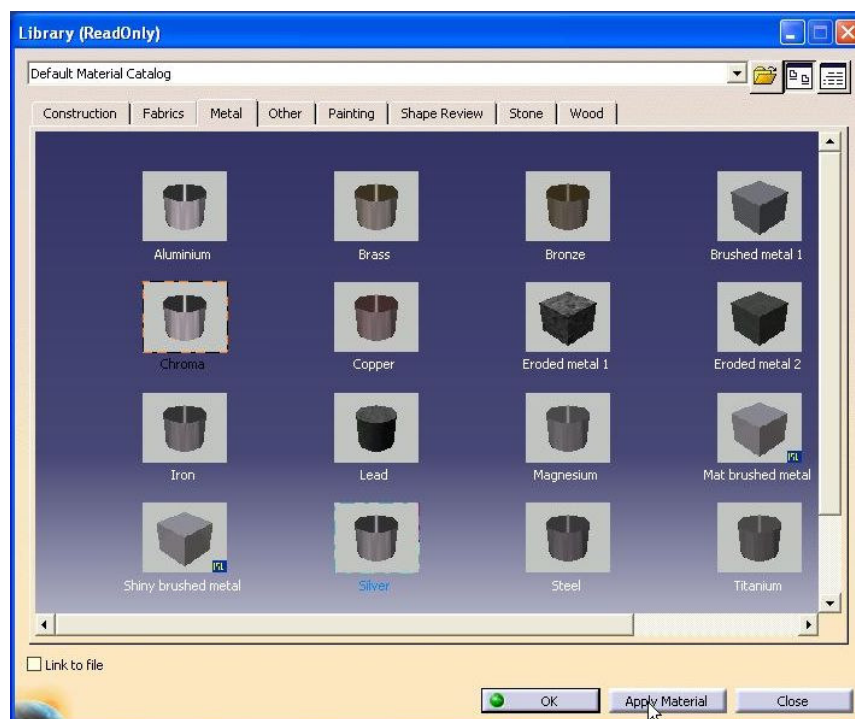 Library (ReadOnly)
Default Material Catalog
Construction Fabrics Metal Other Painting Shape Review Stone Wood
Aluminium Brass Bronze Brushed metal 1
Chroma Copper Eroded metal 1 Eroded metal 2
Iron Lead Magnesium Mat brushed metal
Shiny brushed metal Silver Steel Titanium
Link to file
OK Apply Material Close